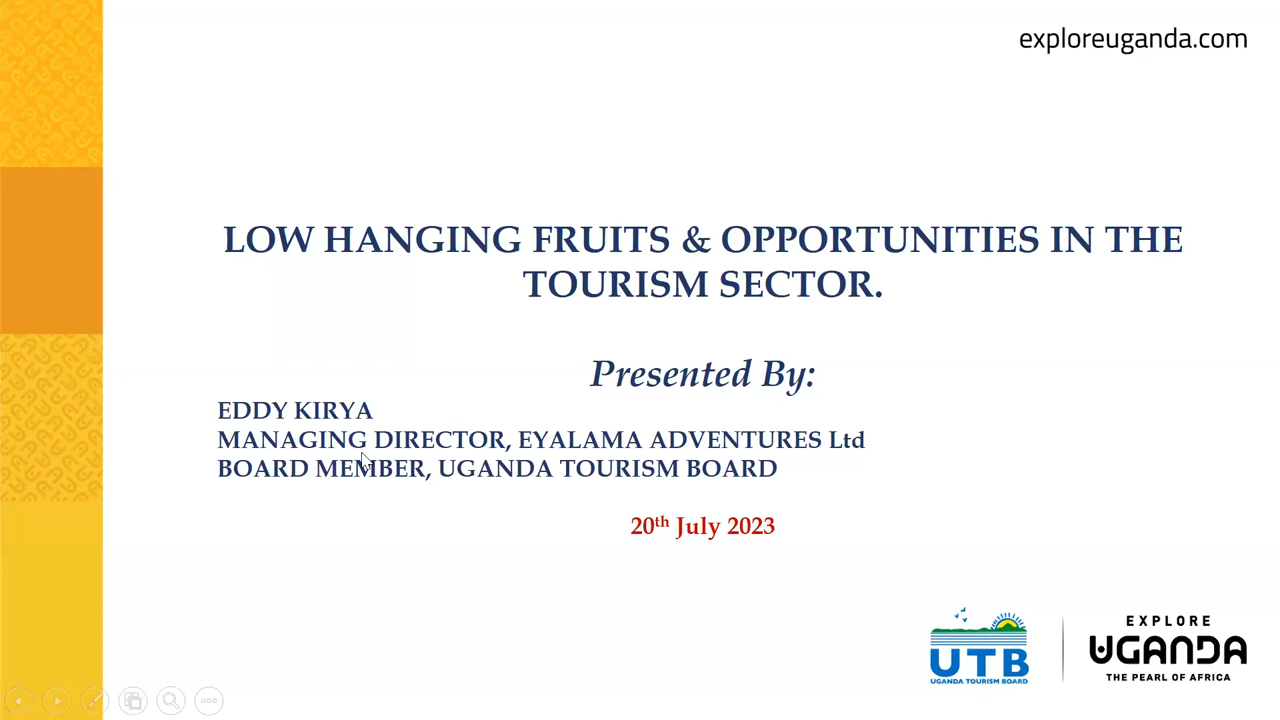 exploreuganda.com
LOW HANGING FRUITS & OPPORTUNITIES IN THE
TOURISM SECTOR.
Presented By:
EDDY KIRYA
MANAGING DIRECTOR, EYALAMA ADVENTURES Ltd
BOARD MEMBER, UGANDA TOURISM BOARD
20th July 2023
UTB
UGANDA TOURISM BOARD
EXPLORE
UGANDA
THE PEARL OF AFRICA